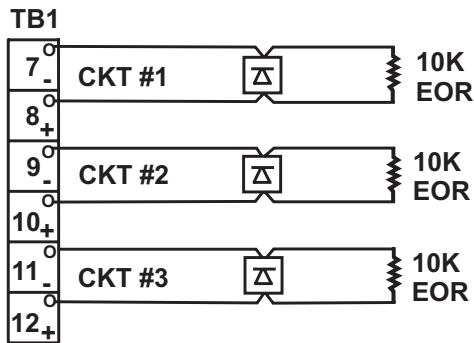 TB1
7 -
CKT #1
10K
EOR
8 +
9 -
CKT #2
10K
EOR
10 +
11 -
CKT #3
10K
EOR
12 +